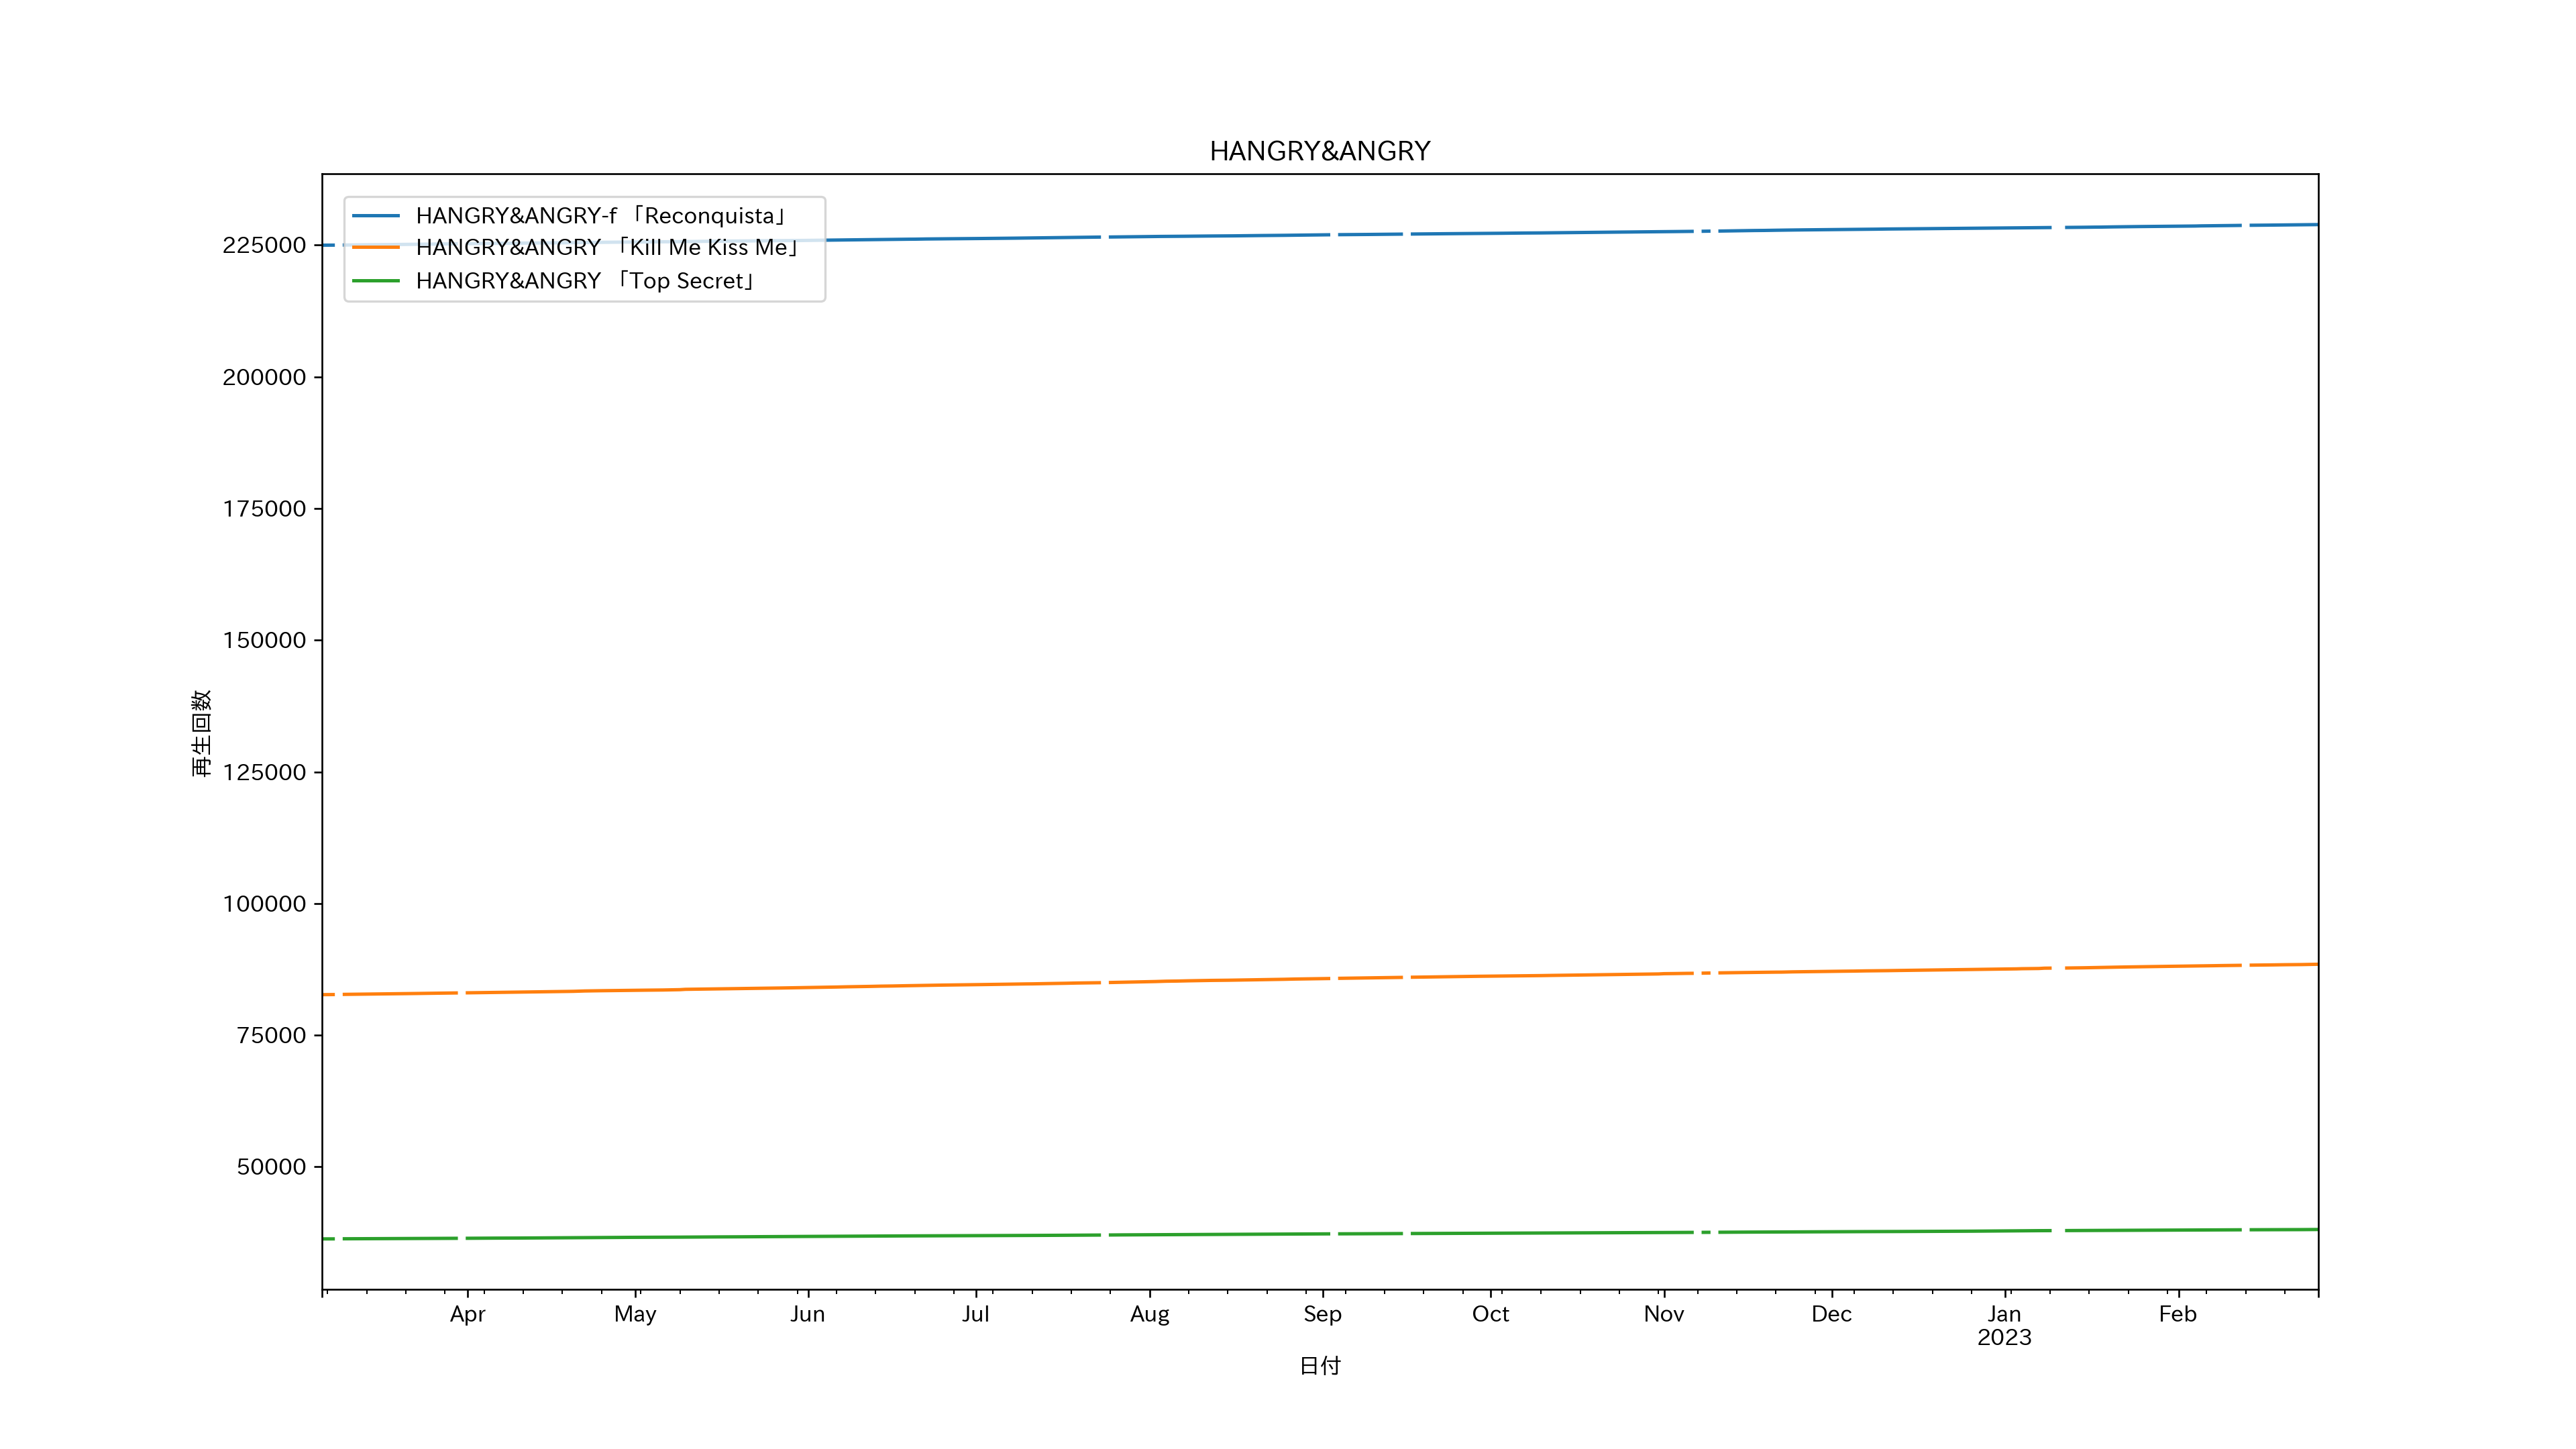 HANGRY&ANGRY
HANGRY&ANGRY-f 「Reconquista」
HANGRY&ANGRY 「Kill Me Kiss Me」
HANGRY&ANGRY 「Top Secret」
225000
200000
175000
150000
125000
100000
75000
50000
再生回数
Apr May Jun Jul Aug Sep Oct Nov Dec Jan Feb
2023
日付